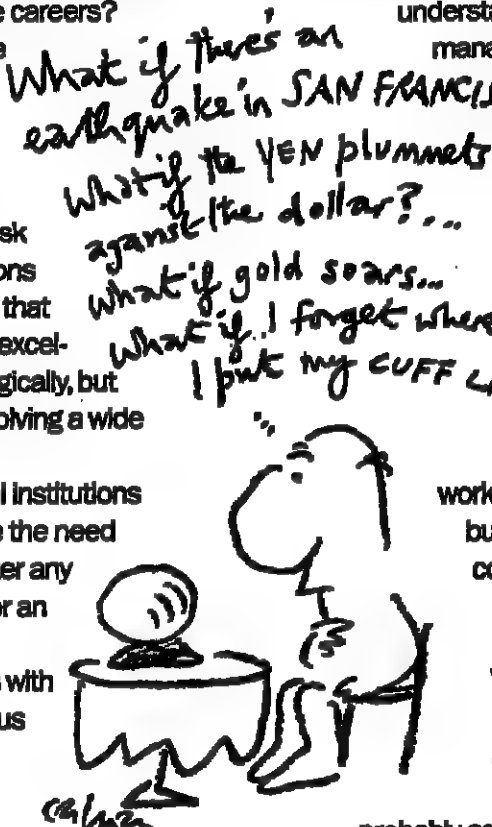 careers?
understa
mana
What if there's an
earthquake in SAN FRANCIS
What if the YEN plummets
against the dollar?...
what if gold soars...
what if I forget where
I put my CUFF L
sk
ons
that
excel-
gically, but
olving a wide
l institutions
e the need
er any
or an
with
us
work
bu
co